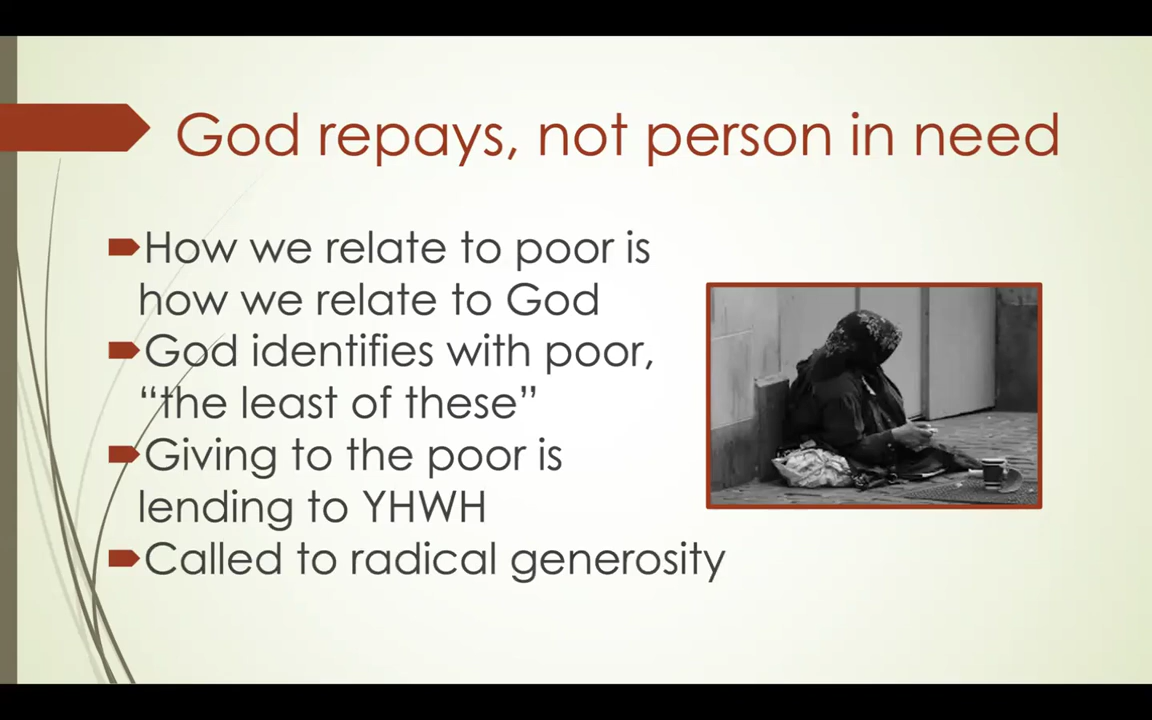 God repays, not person in need
How we relate to poor is
how we relate to God
God identifies with poor,
“the least of these”
Giving to the poor is
lending to YHWH
Called to radical generosity